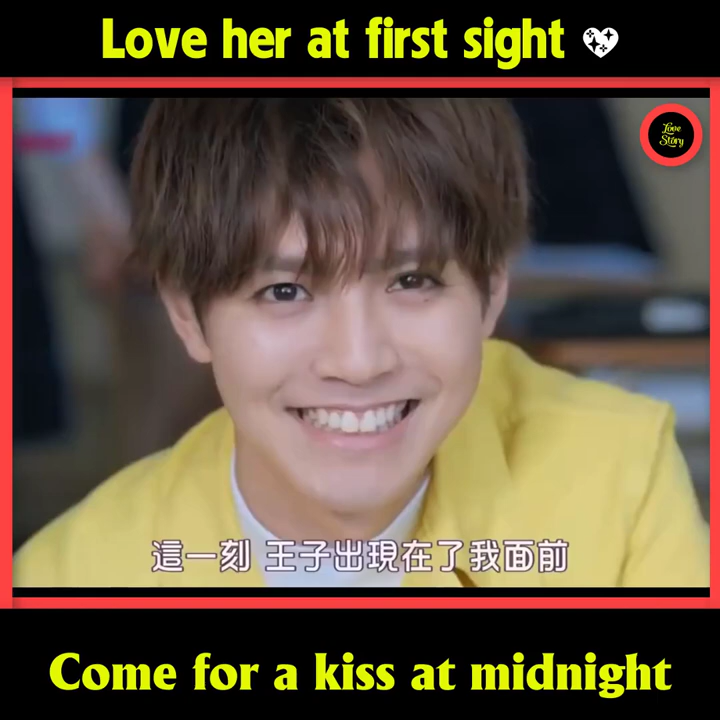 Love her at first sight 💖
Love
Story
這一刻 王子出現在了我面前
Come for a kiss at midnight